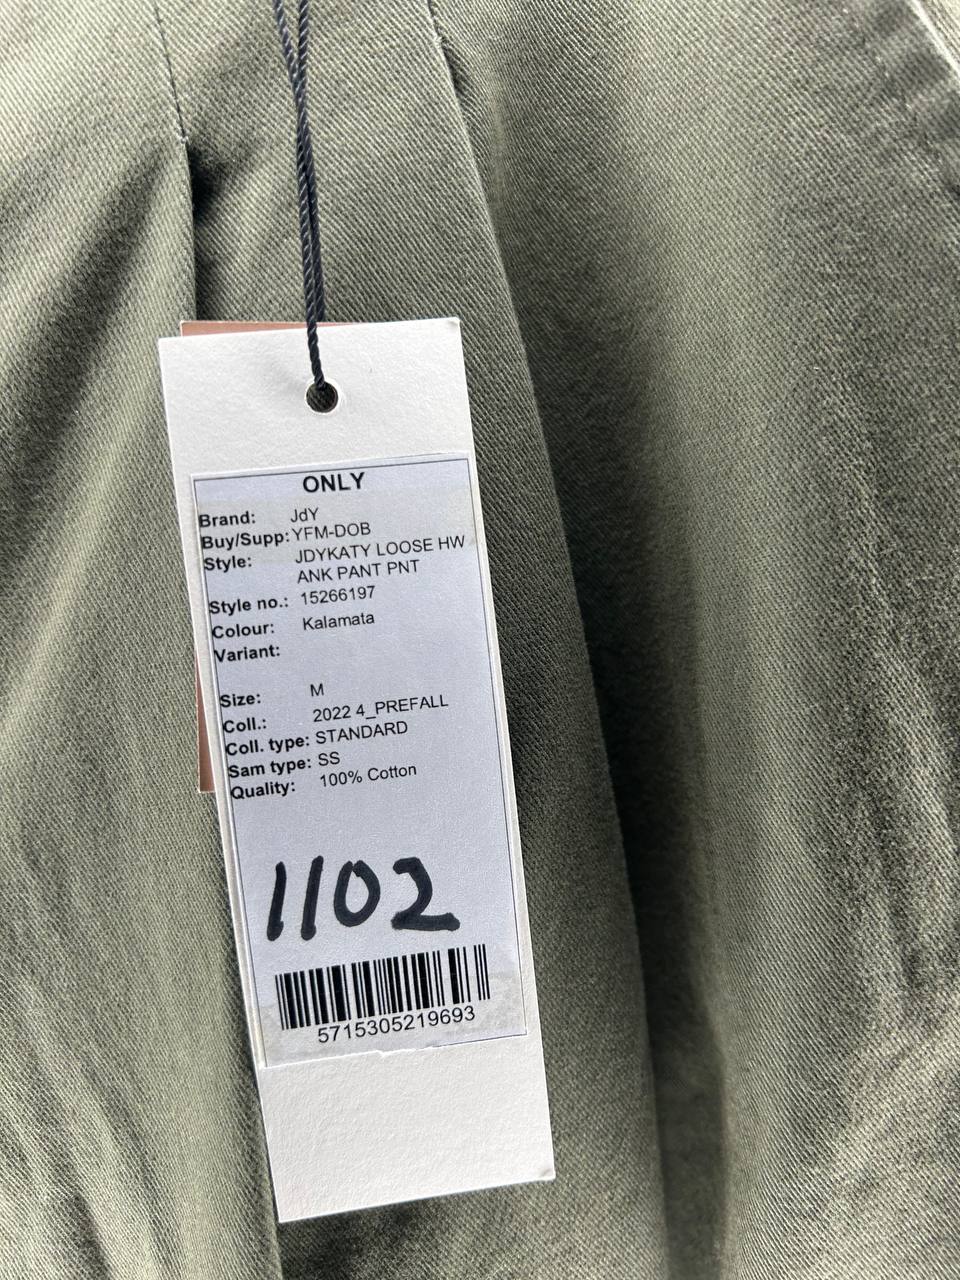 ONLY
Brand: JdY
Buy/Supp: YFM-DOB
Style: JDYKATY LOOSE HW
ANK PANT PNT
Style no.: 15266197
Colour: Kalamata
Variant:
Size: M
Coll.: 2022 4_PREFALL
Coll. type: STANDARD
Sam type: SS
Quality: 100% Cotton
1102
5715305219693